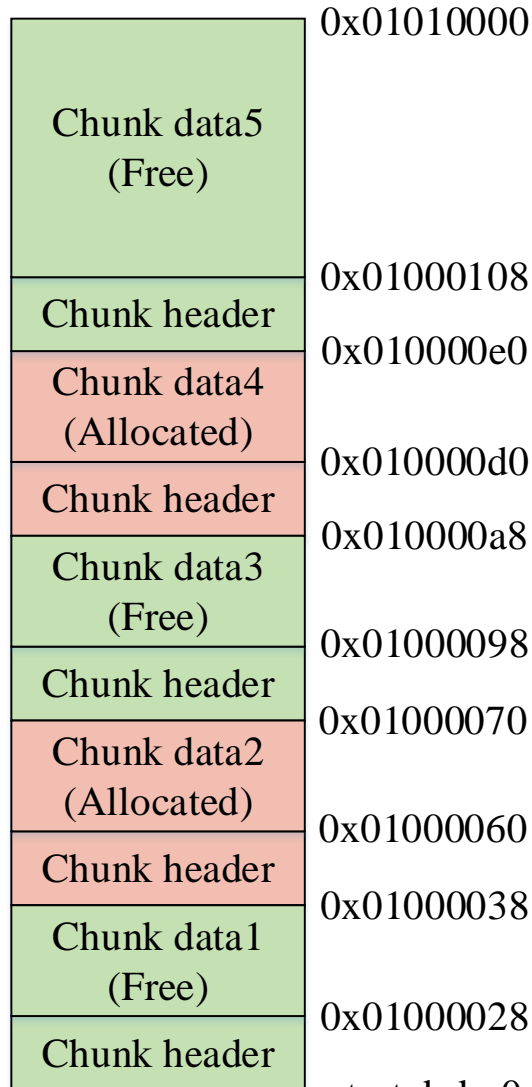 0x01010000
Chunk data5
(Free)
0x01000108
Chunk header
0x010000e0
Chunk data4
(Allocated)
0x010000d0
Chunk header
0x010000a8
Chunk data3
(Free)
0x01000098
Chunk header
0x01000070
Chunk data2
(Allocated)
0x01000060
Chunk header
0x01000038
Chunk data1
(Free)
0x01000028
Chunk header